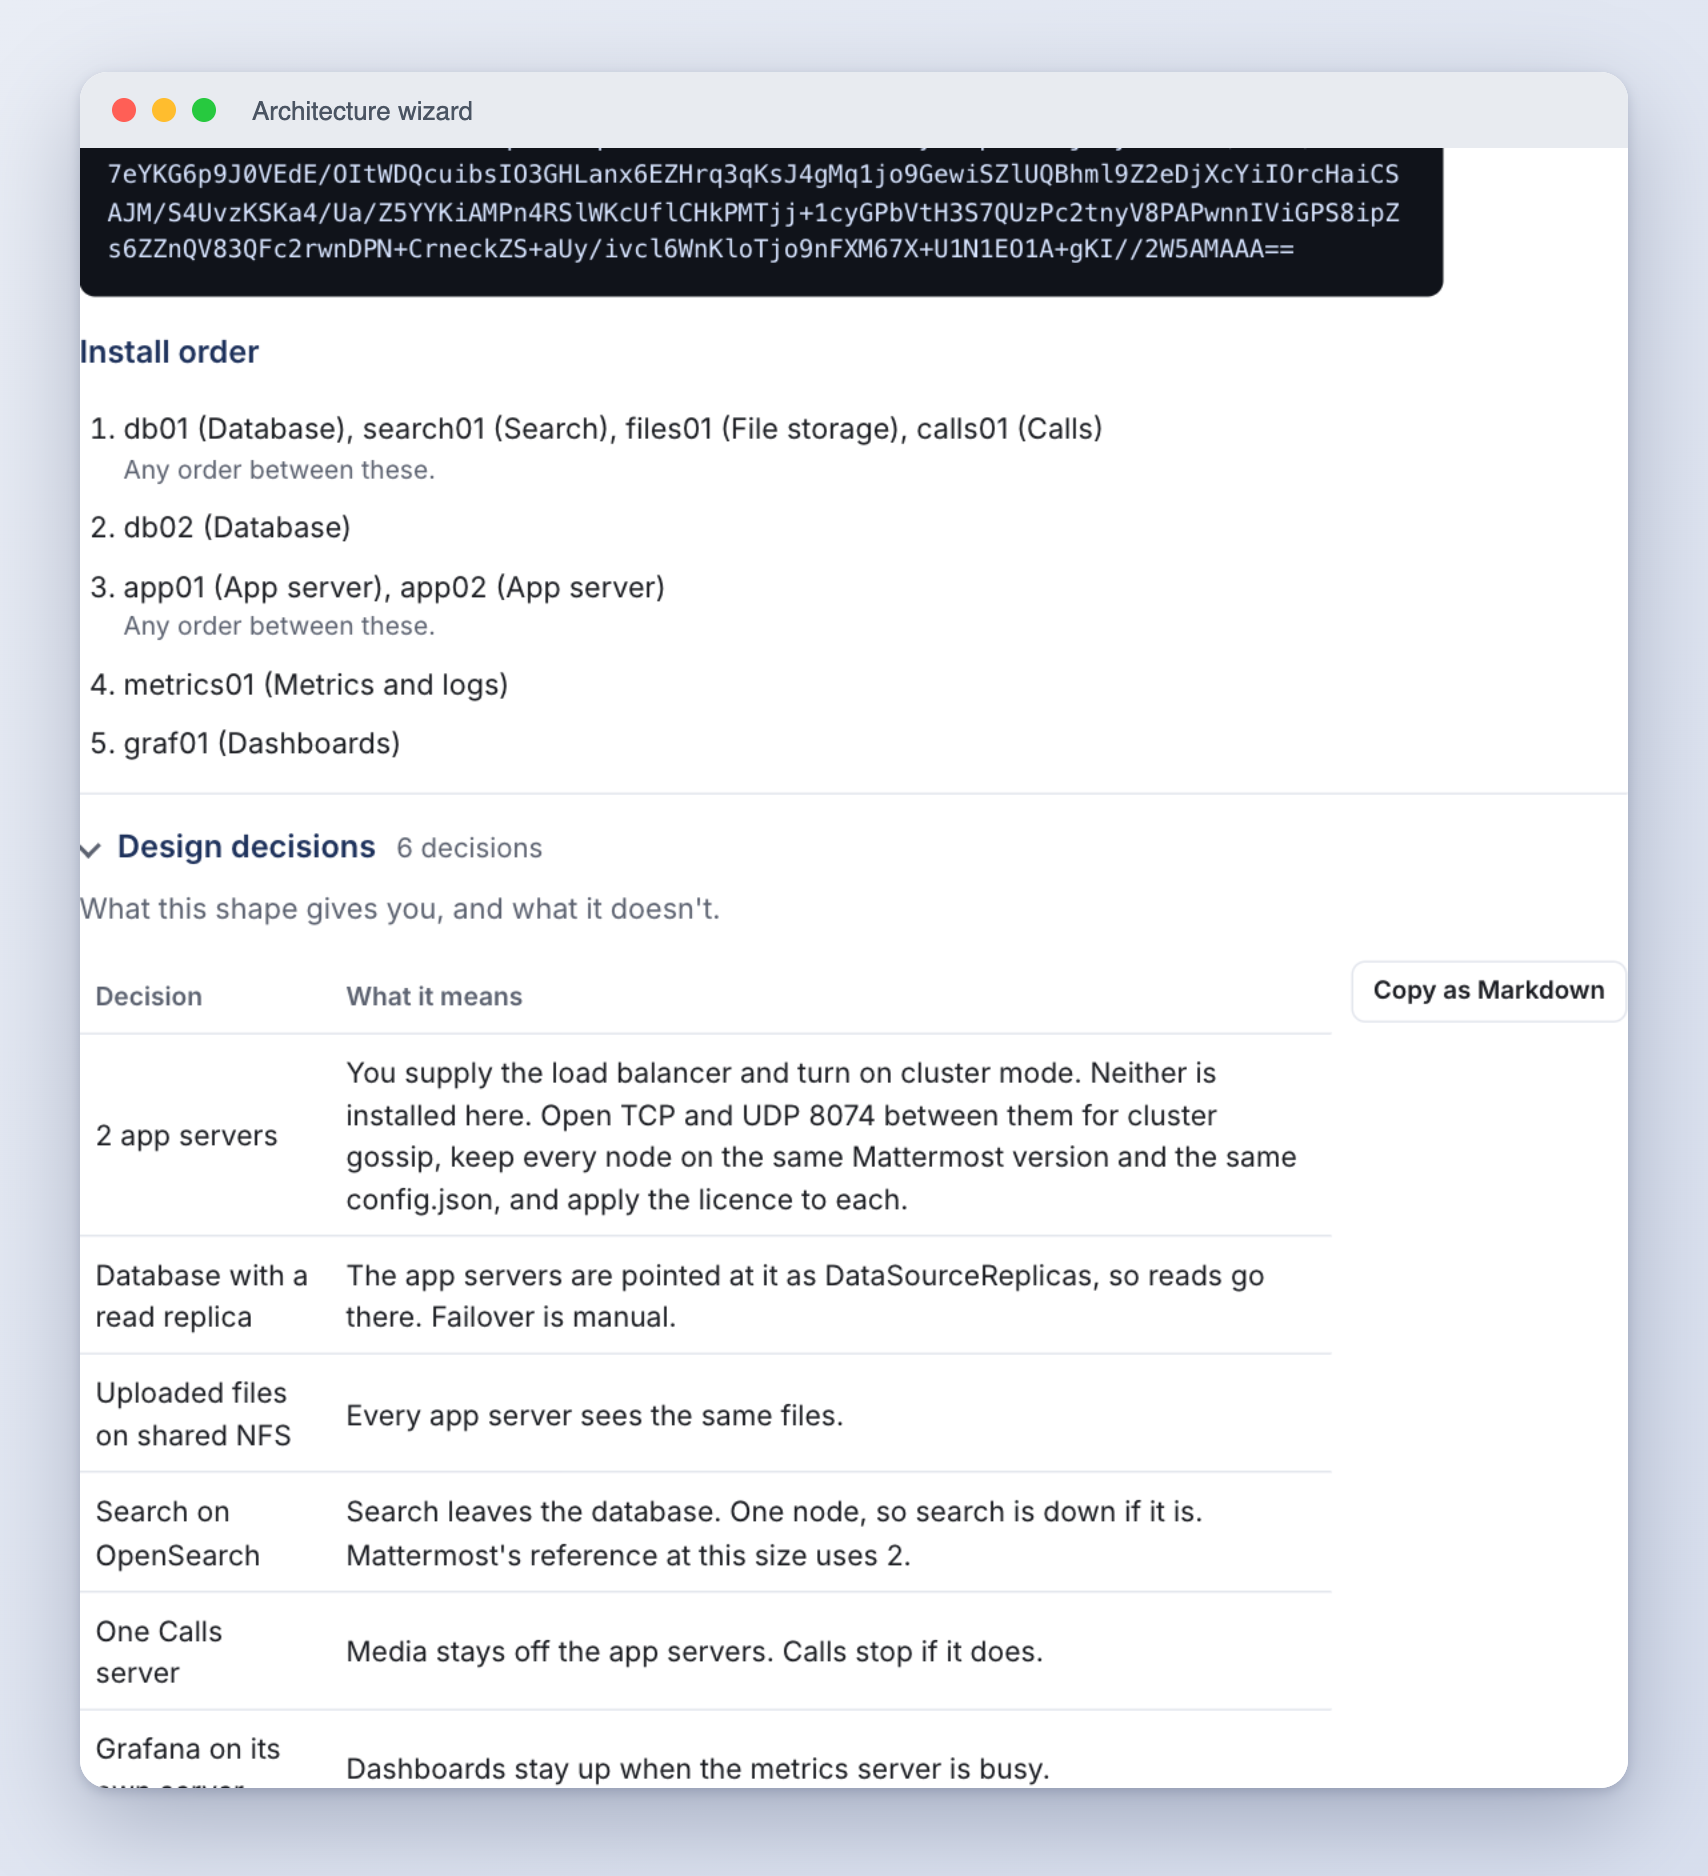 Architecture wizard
7eYKG6p9J0VEdE/OItWDQcuibsIO3GHLanx6EZHrq3qKsJ4gMq1jo9GewiSZlUQBhml9Z2eDjXcYiIOrcHaiCS
AJM/S4UvzKSKa4/Ua/Z5YYKiAMPn4RSlWKcUflCHkPMTjj+1cyGPbVtH3S7QUzPc2tnyV8PAPwnnIViGPS8ipZ
s6ZZnQV83QFc2rwnDPN+CrneckZS+aUy/ivcl6WnKloTjo9nFXM67X+U1N1EO1A+gKI//2W5AMAAA==
Install order
1. db01 (Database), search01 (Search), files01 (File storage), calls01 (Calls)
Any order between these.
2. db02 (Database)
3. app01 (App server), app02 (App server)
Any order between these.
4. metrics01 (Metrics and logs)
5. graf01 (Dashboards)
Design decisions 6 decisions
What this shape gives you, and what it doesn't.
Copy as Markdown
Decision What it means
2 app servers
You supply the load balancer and turn on cluster mode. Neither is
installed here. Open TCP and UDP 8074 between them for cluster
gossip, keep every node on the same Mattermost version and the same
config.json, and apply the licence to each.
Database with a
read replica
The app servers are pointed at it as DataSourceReplicas, so reads go
there. Failover is manual.
Uploaded files
on shared NFS
Every app server sees the same files.
Search on
OpenSearch
Search leaves the database. One node, so search is down if it is.
Mattermost's reference at this size uses 2.
One Calls
server
Media stays off the app servers. Calls stop if it does.
Grafana on its
own server
Dashboards stay up when the metrics server is busy.